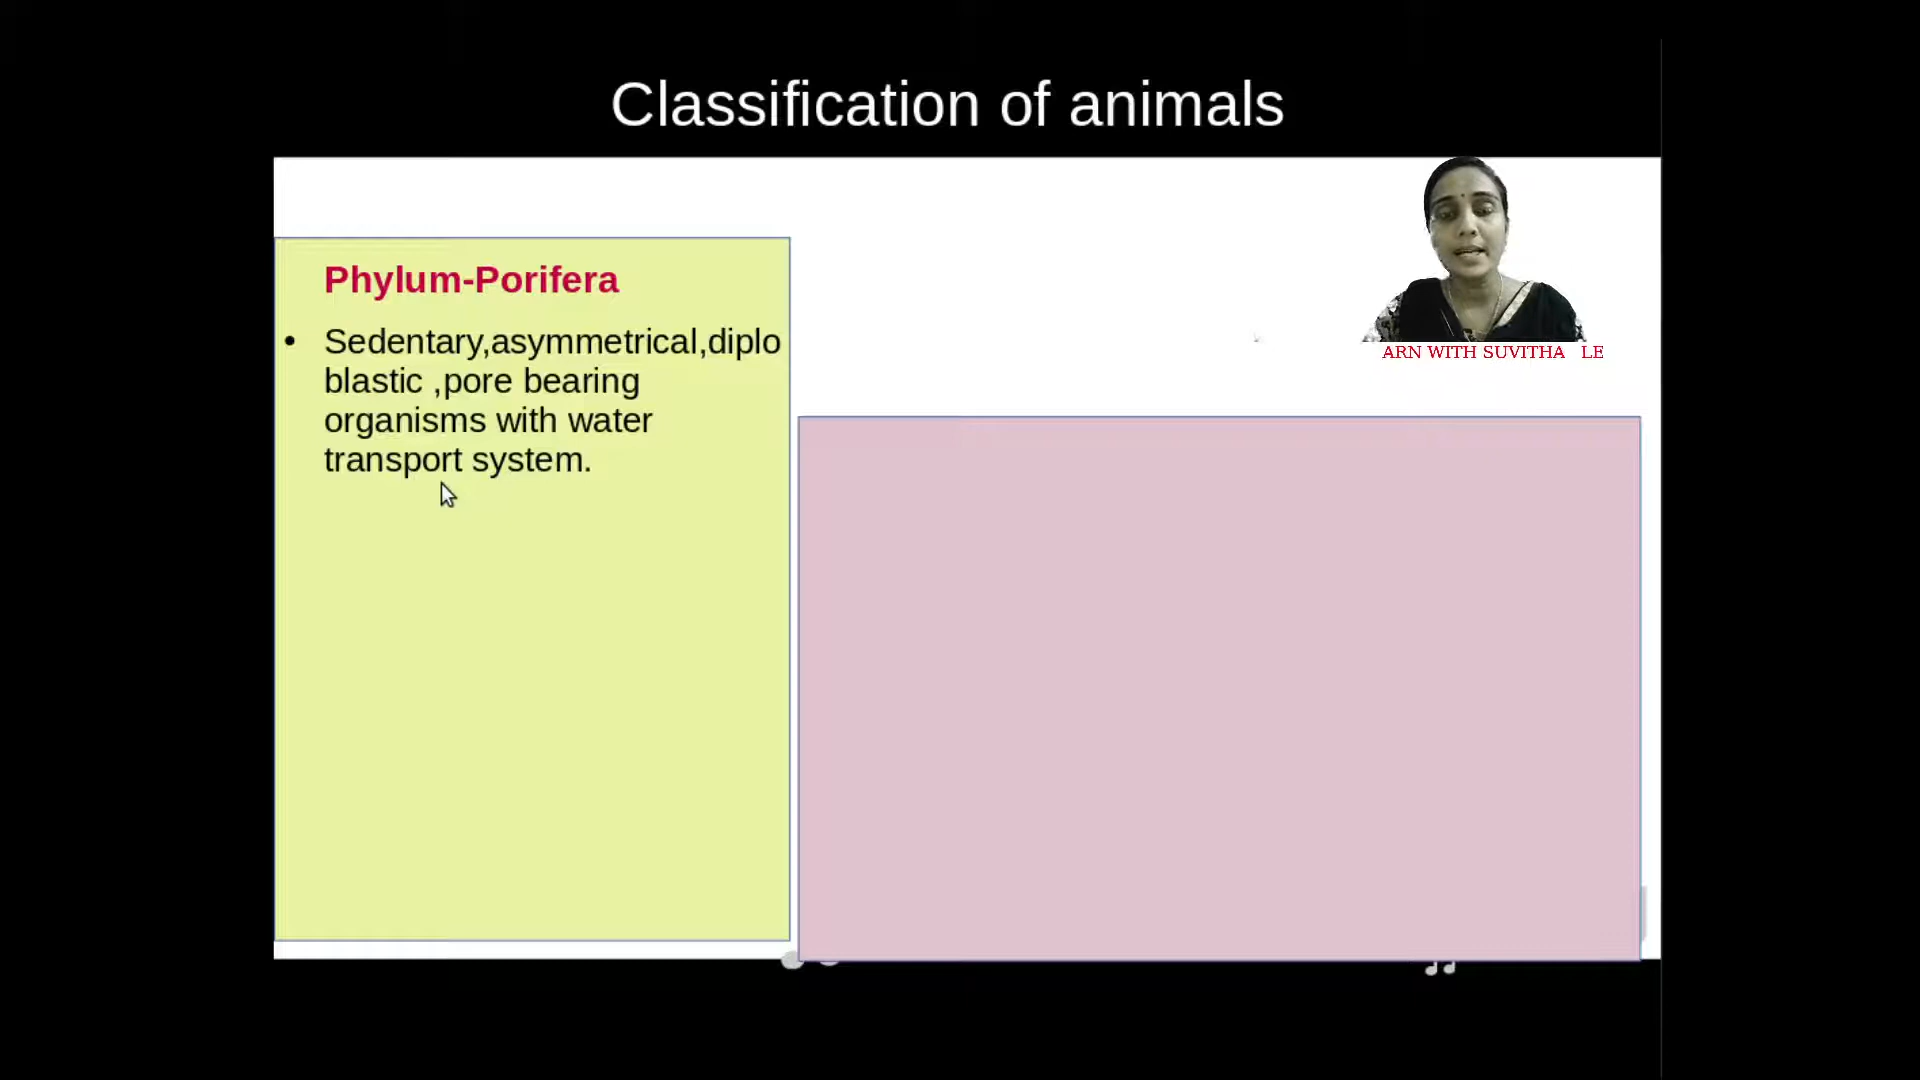 Classification of animals
Phylum-Porifera
• Sedentary,asymmetrical,diplo
blastic ,pore bearing
organisms with water
transport system.
ARN WITH SUVITHA LE